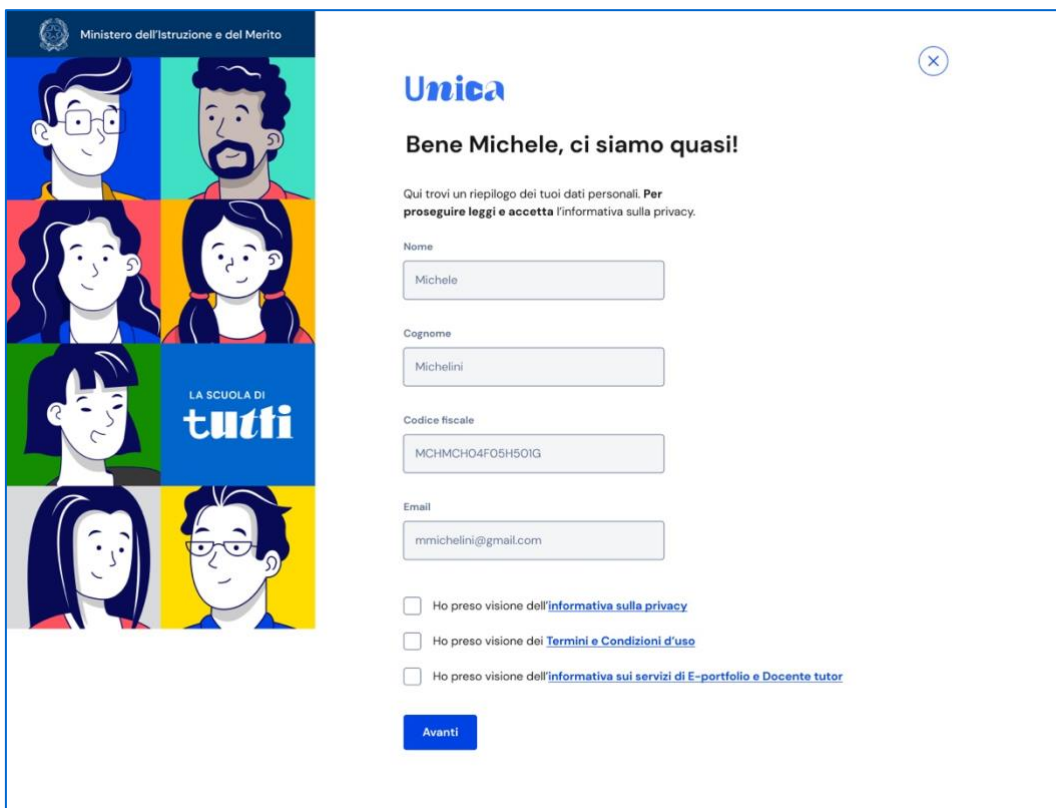 Ministero dell'Istruzione e del Merito
LA SCUOLA DI
tutti
Unica
Bene Michele, ci siamo quasi!
Qui trovi un riepilogo dei tuoi dati personali. Per
proseguire leggi e accetta l'informativa sulla privacy.
Nome
Michele
Cognome
Michelini
Codice fiscale
MCHMCH04F05H501G
Email
mmichelini@gmail.com
Ho preso visione dell'informativa sulla privacy
Ho preso visione dei Termini e Condizioni d'uso
Ho preso visione dell'informativa sui servizi di E-portfolio e Docente tutor
Avanti